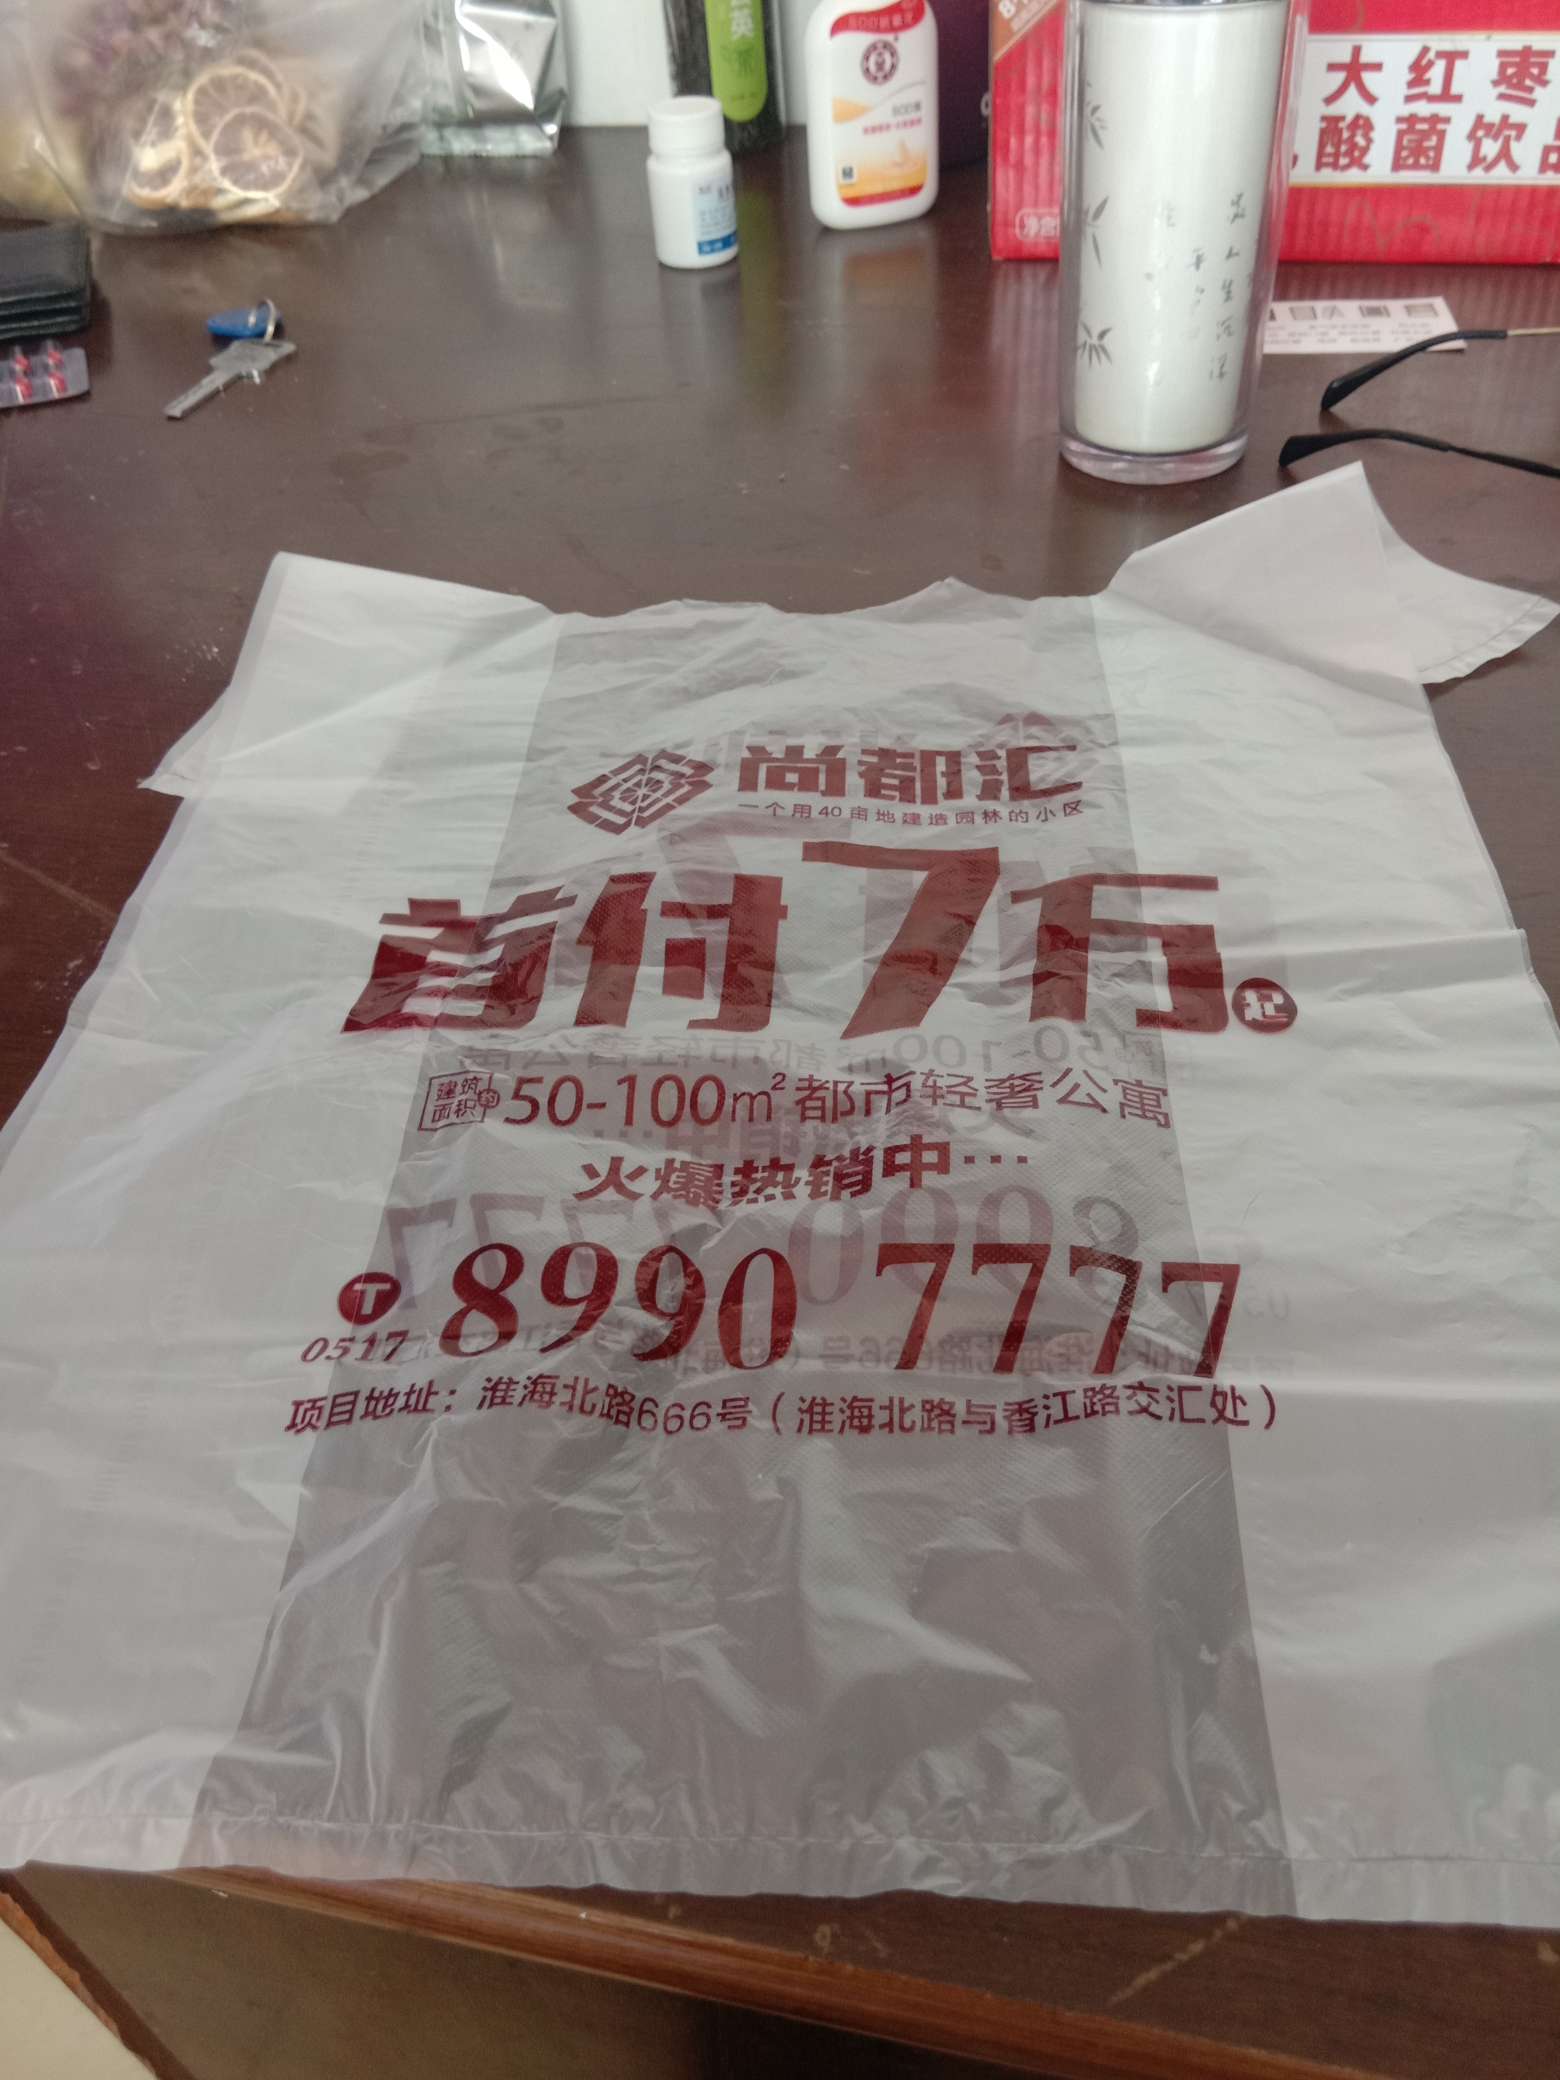 大红枣
酸菌饮品
尚都汇
一个用40亩地建造园林的小区
首付7万起
建筑面积约 50-100m²都市轻奢公寓
火爆热销中…
T 0517 8990 7777
项目地址：淮海北路666号（淮海北路与香江路交汇处）